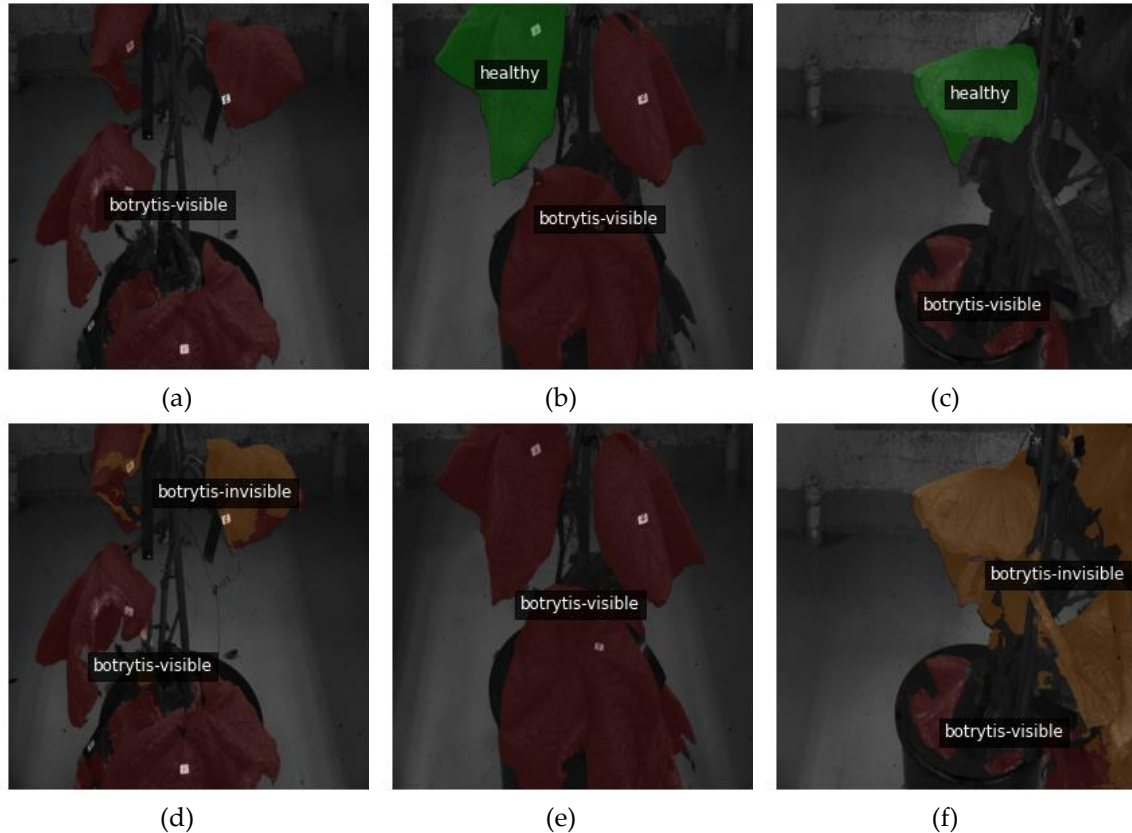 healthy
healthy
botrytis-visible
botrytis-visible
botrytis-visible
(a)
(b)
(c)
botrytis-invisible
botrytis-invisible
botrytis-visible
botrytis-visible
botrytis-visible
(d)
(e)
(f)